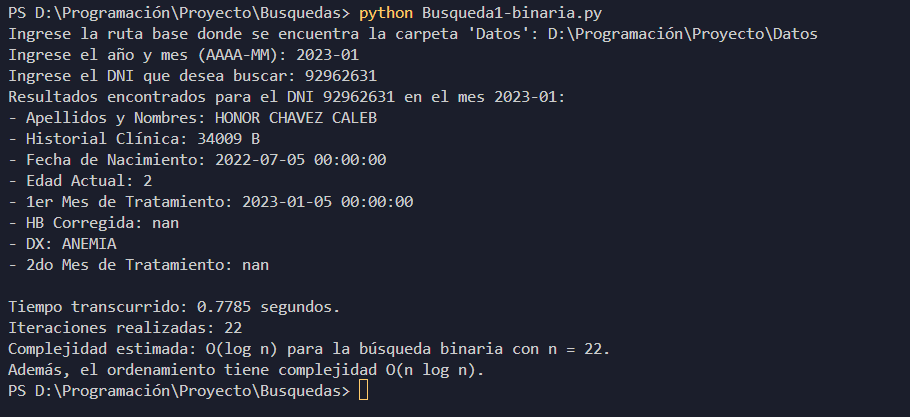 PS D:\Programación\Proyecto\Busquedas> python Busqueda1-binaria.py
Ingrese la ruta base donde se encuentra la carpeta 'Datos': D:\Programación\Proyecto\Datos
Ingrese el año y mes (AAAA-MM): 2023-01
Ingrese el DNI que desea buscar: 92962631
Resultados encontrados para el DNI 92962631 en el mes 2023-01:
- Apellidos y Nombres: HONOR CHAVEZ CALEB
- Historial Clínica: 34009 B
- Fecha de Nacimiento: 2022-07-05 00:00:00
- Edad Actual: 2
- 1er Mes de Tratamiento: 2023-01-05 00:00:00
- HB Corregida: nan
- DX: ANEMIA
- 2do Mes de Tratamiento: nan
Tiempo transcurrido: 0.7785 segundos.
Iteraciones realizadas: 22
Complejidad estimada: O(log n) para la búsqueda binaria con n = 22.
Además, el ordenamiento tiene complejidad O(n log n).
PS D:\Programación\Proyecto\Busquedas>